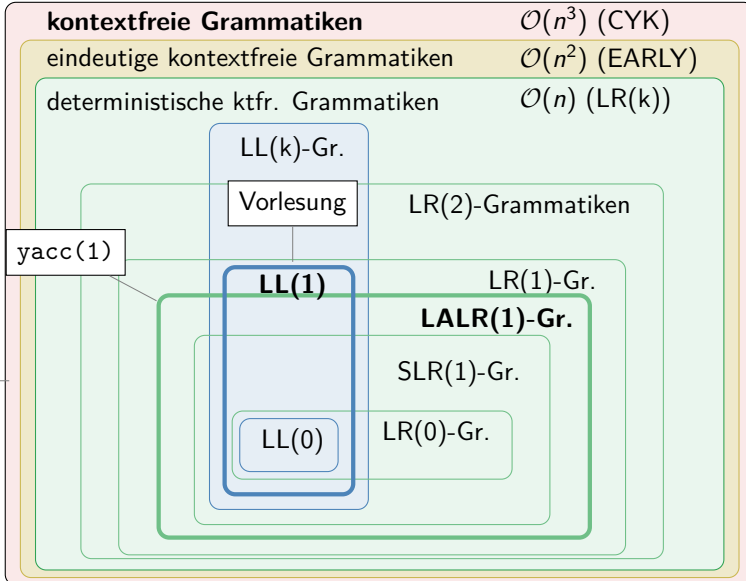 kontextfreie Grammatiken 𝒪(n³) (CYK)
eindeutige kontextfreie Grammatiken 𝒪(n²) (EARLY)
deterministische ktfr. Grammatiken 𝒪(n) (LR(k))
LL(k)-Gr.
Vorlesung
LR(2)-Grammatiken
yacc(1)
LL(1)
LR(1)-Gr.
LALR(1)-Gr.
SLR(1)-Gr.
LL(0)
LR(0)-Gr.